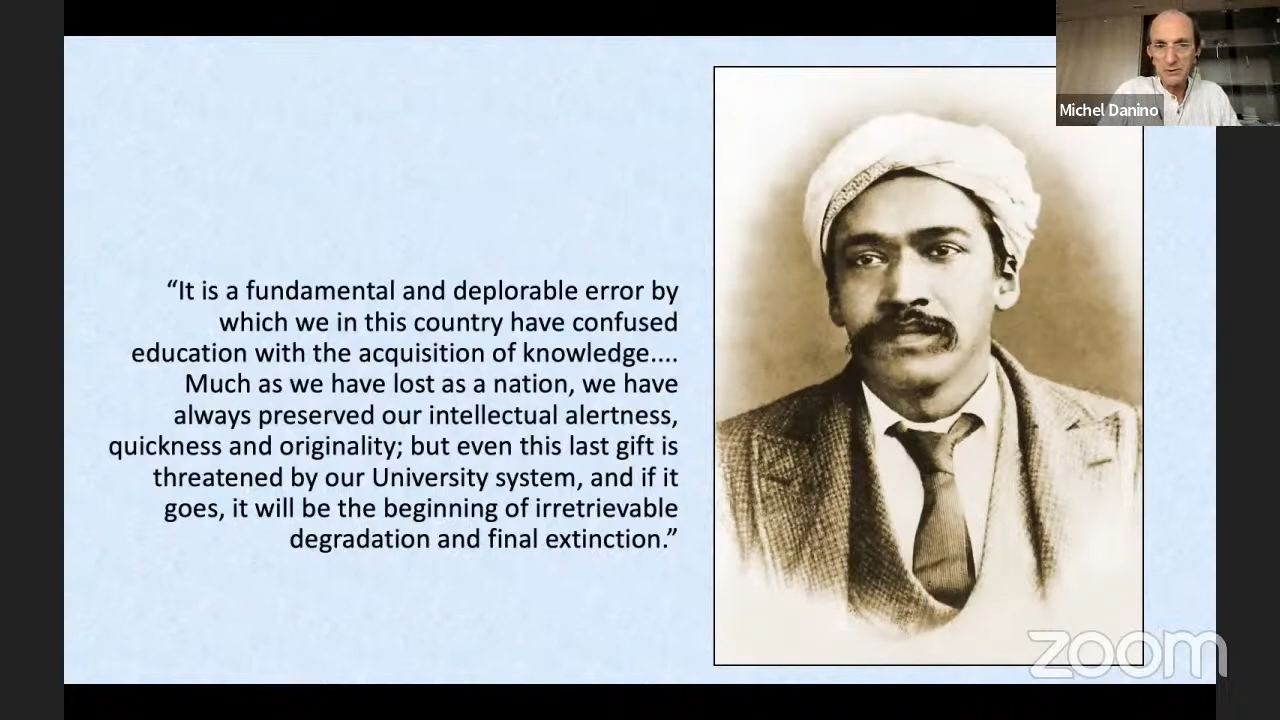 Michel Danino
“It is a fundamental and deplorable error by
which we in this country have confused
education with the acquisition of knowledge....
Much as we have lost as a nation, we have
always preserved our intellectual alertness,
quickness and originality; but even this last gift is
threatened by our University system, and if it
goes, it will be the beginning of irretrievable
degradation and final extinction.”
zoom